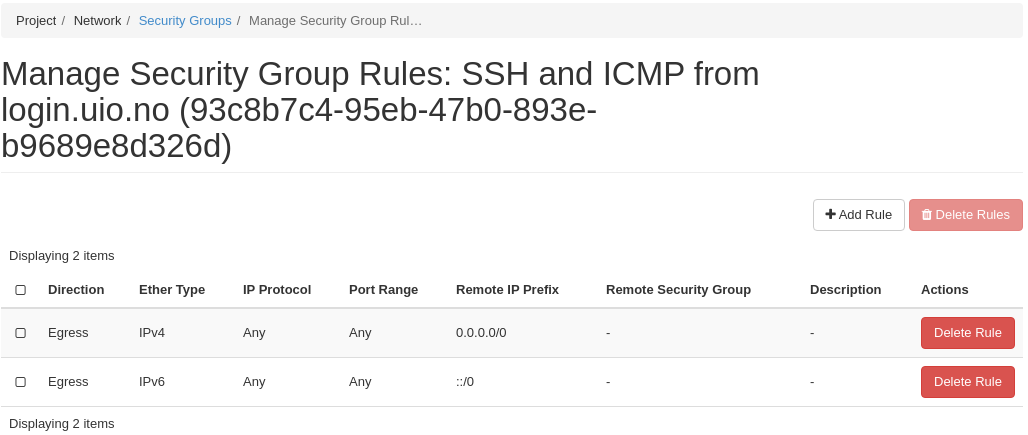 Project / Network / Security Groups / Manage Security Group Rul…
Manage Security Group Rules: SSH and ICMP from
login.uio.no (93c8b7c4-95eb-47b0-893e-
b9689e8d326d)
Add Rule Delete Rules
Displaying 2 items
Direction Ether Type IP Protocol Port Range Remote IP Prefix Remote Security Group Description Actions
Egress IPv4 Any Any 0.0.0.0/0 - - Delete Rule
Egress IPv6 Any Any ::/0 - - Delete Rule
Displaying 2 items